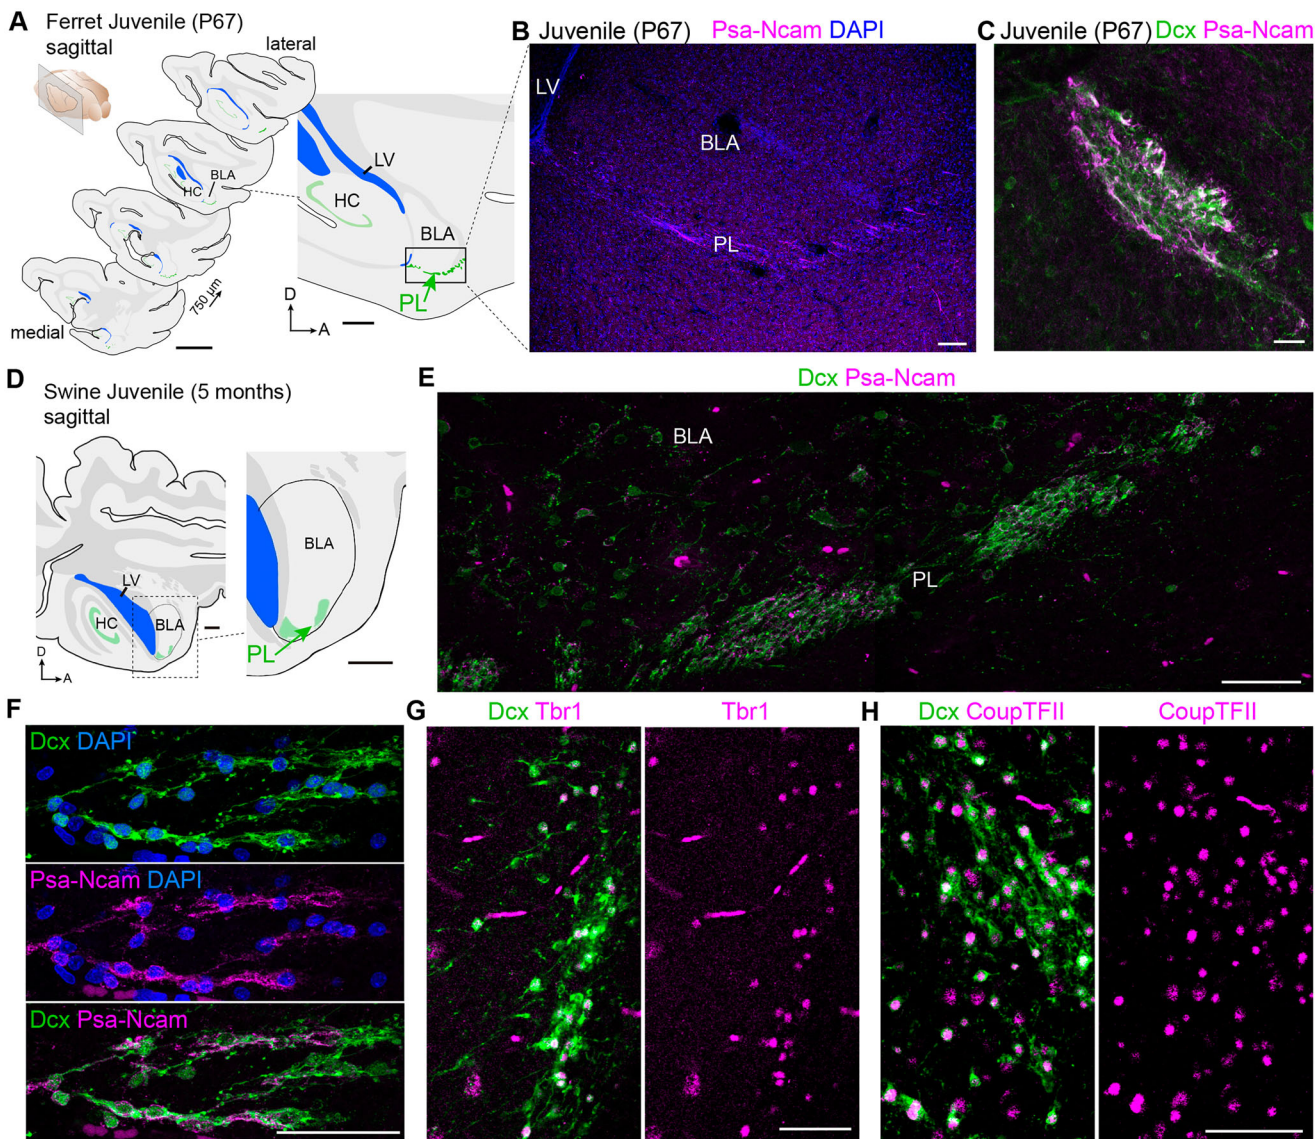 A Ferret Juvenile (P67)
sagittal
lateral
HC BLA
medial
750 µm
LV
HC
BLA
PL
D
A
B Juvenile (P67) Psa-Ncam DAPI
LV
BLA
PL
C Juvenile (P67) Dcx Psa-Ncam
D Swine Juvenile (5 months)
sagittal
LV
HC
BLA
D
A
BLA
PL
E Dcx Psa-Ncam
BLA
PL
F
Dcx DAPI
Psa-Ncam DAPI
Dcx Psa-Ncam
G Dcx Tbr1 Tbr1
H Dcx CoupTFII CoupTFII